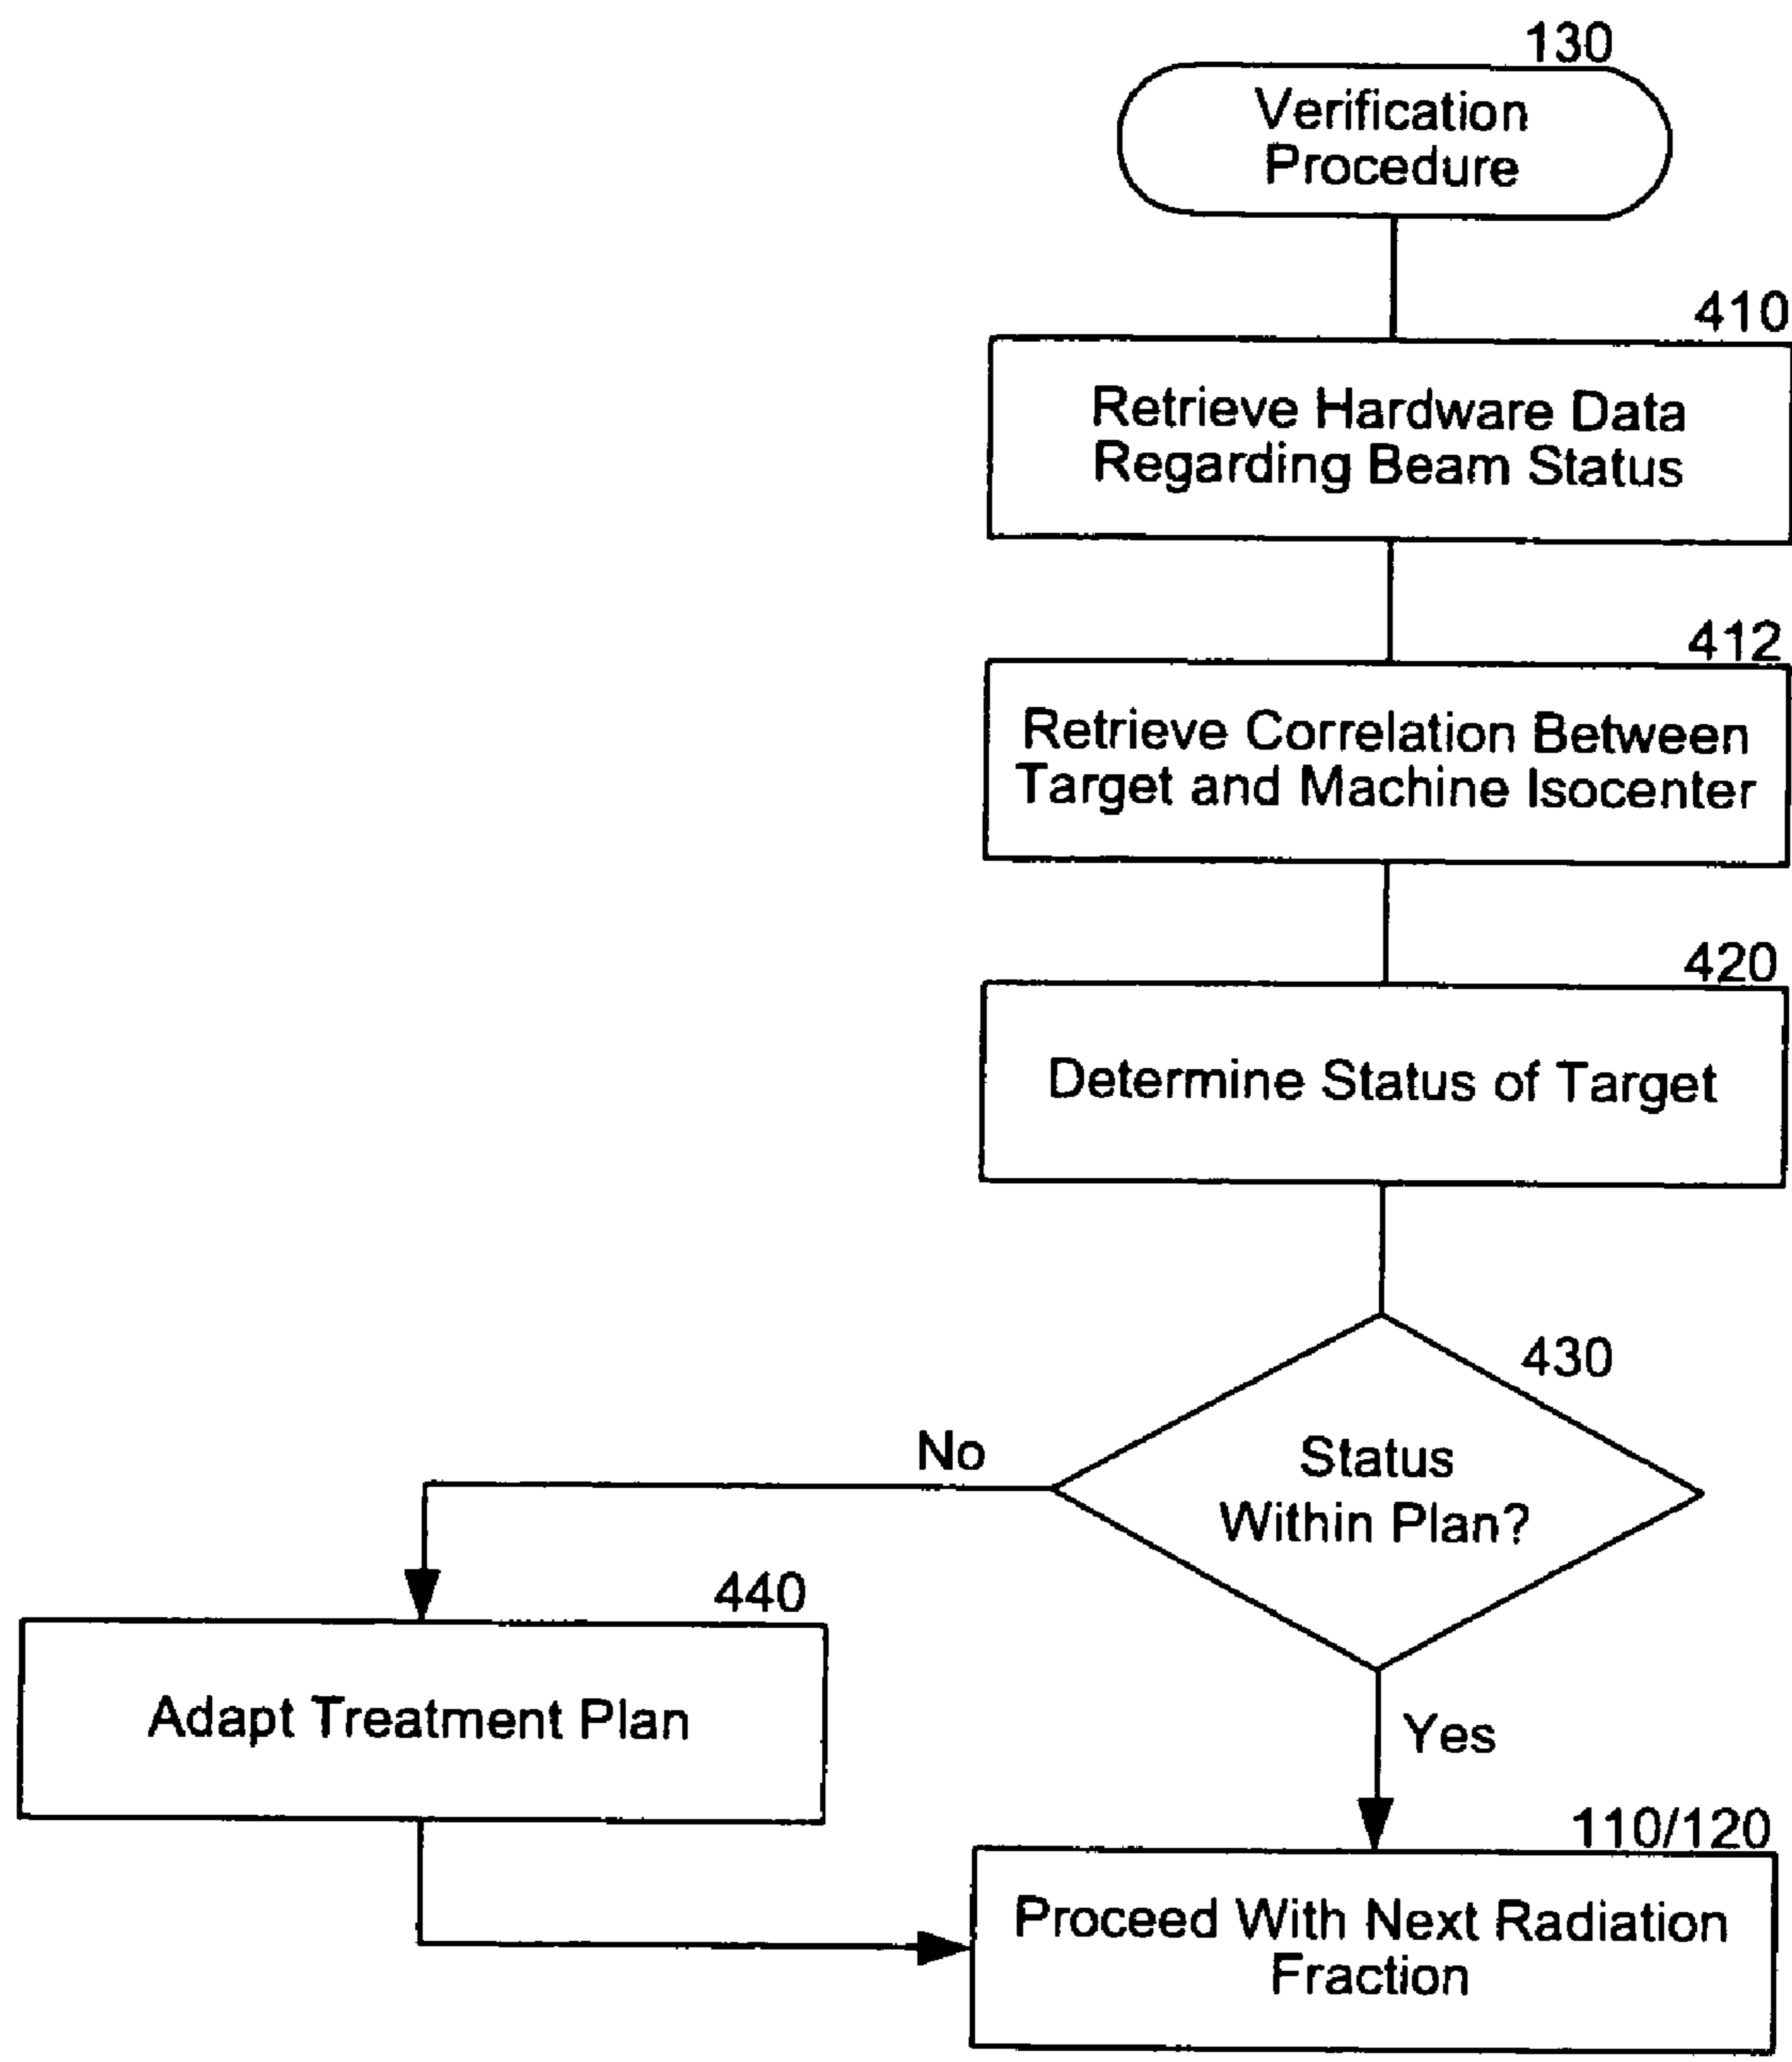 130
Verification
Procedure
410
Retrieve Hardware Data
Regarding Beam Status
412
Retrieve Correlation Between
Target and Machine Isocenter
420
Determine Status of Target
430
Status
Within Plan?
No
440
Adapt Treatment Plan
Yes
110/120
Proceed With Next Radiation
Fraction